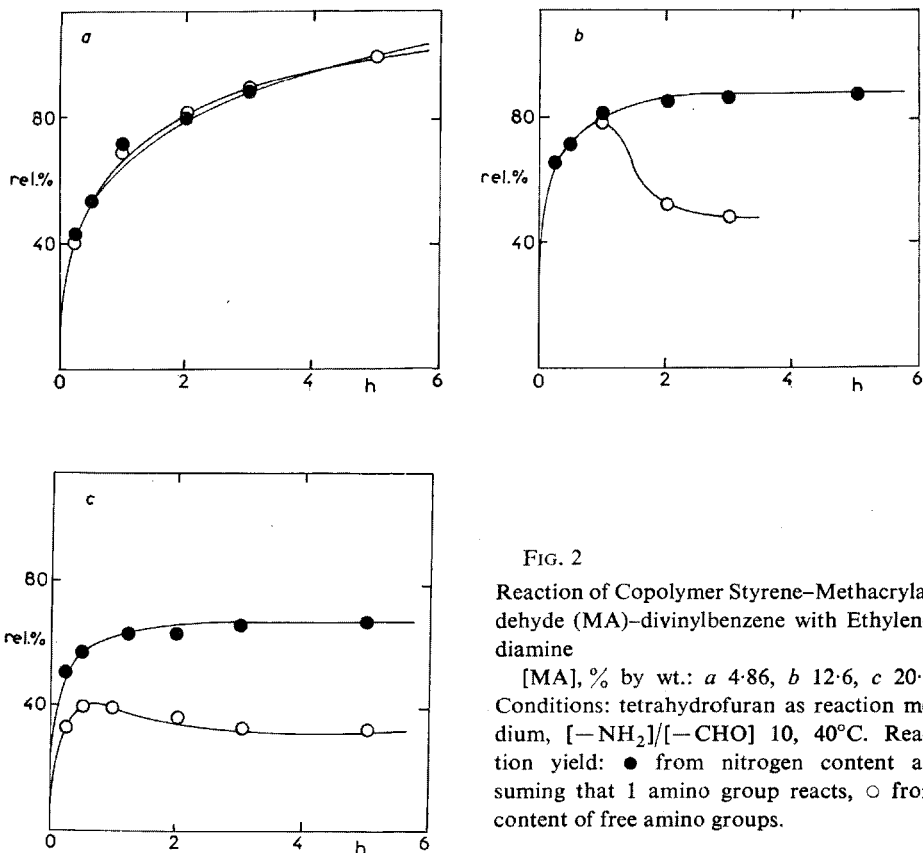 a
80
rel.%
40
0
2
4
h
6
b
80
rel.%
40
0
2
4
h
6
c
80
rel.%
40
0
2
4
h
6
FIG. 2
Reaction of Copolymer Styrene–Methacryla
dehyde (MA)–divinylbenzene with Ethylen
diamine
[MA], % by wt.: a 4·86, b 12·6, c 20·
Conditions: tetrahydrofuran as reaction m
dium, [—NH₂]/[—CHO] 10, 40°C. Reac
tion yield: ● from nitrogen content a
suming that 1 amino group reacts, ○ fro
content of free amino groups.